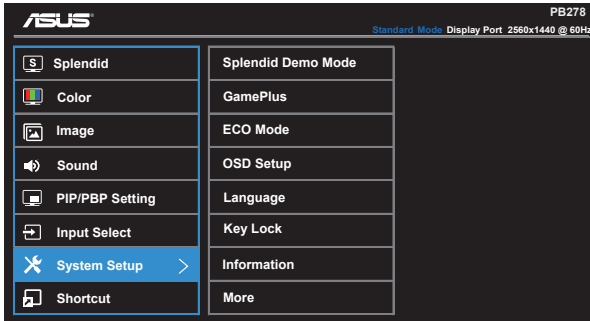 ASUS
PB278
Standard Mode Display Port 2560x1440 @ 60Hz
S Splendid
Color
Image
Sound
PIP/PBP Setting
Input Select
System Setup >
Shortcut
Splendid Demo Mode
GamePlus
ECO Mode
OSD Setup
Language
Key Lock
Information
More